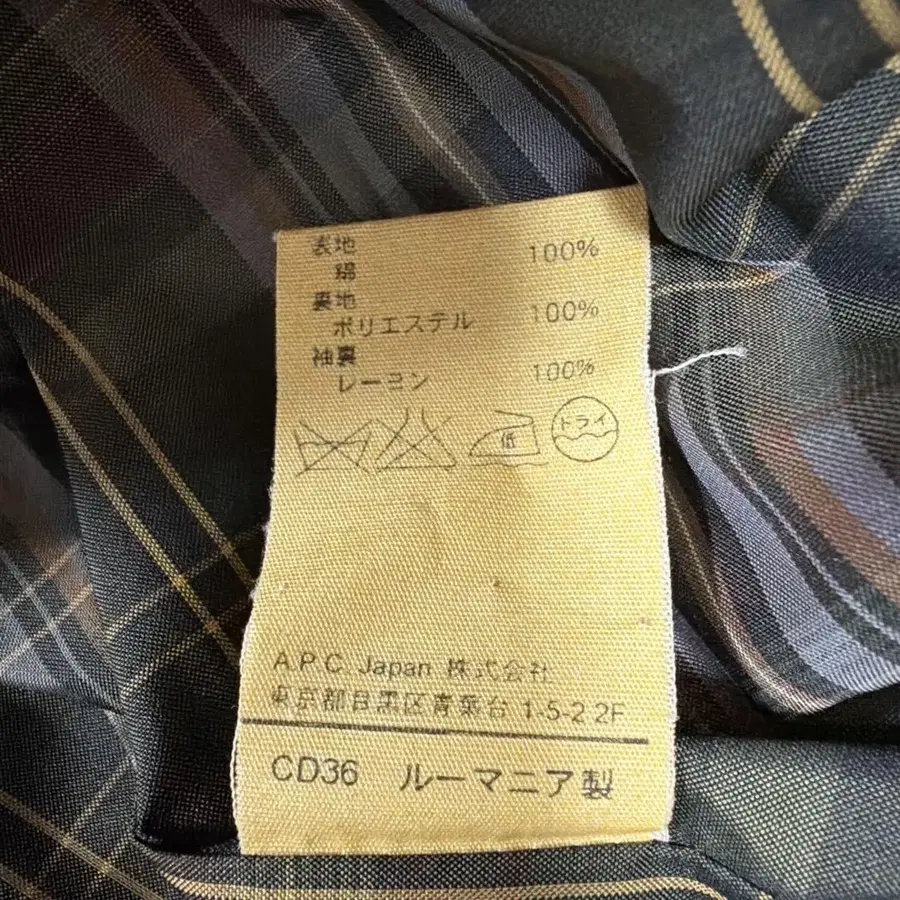 表地
綿 100%
裏地
ポリエステル 100%
袖裏
レーヨン 100%
低
ドライ
A.P.C. Japan 株式会社
東京都目黒区青葉台 1-5-2 2F
CD36 ルーマニア製